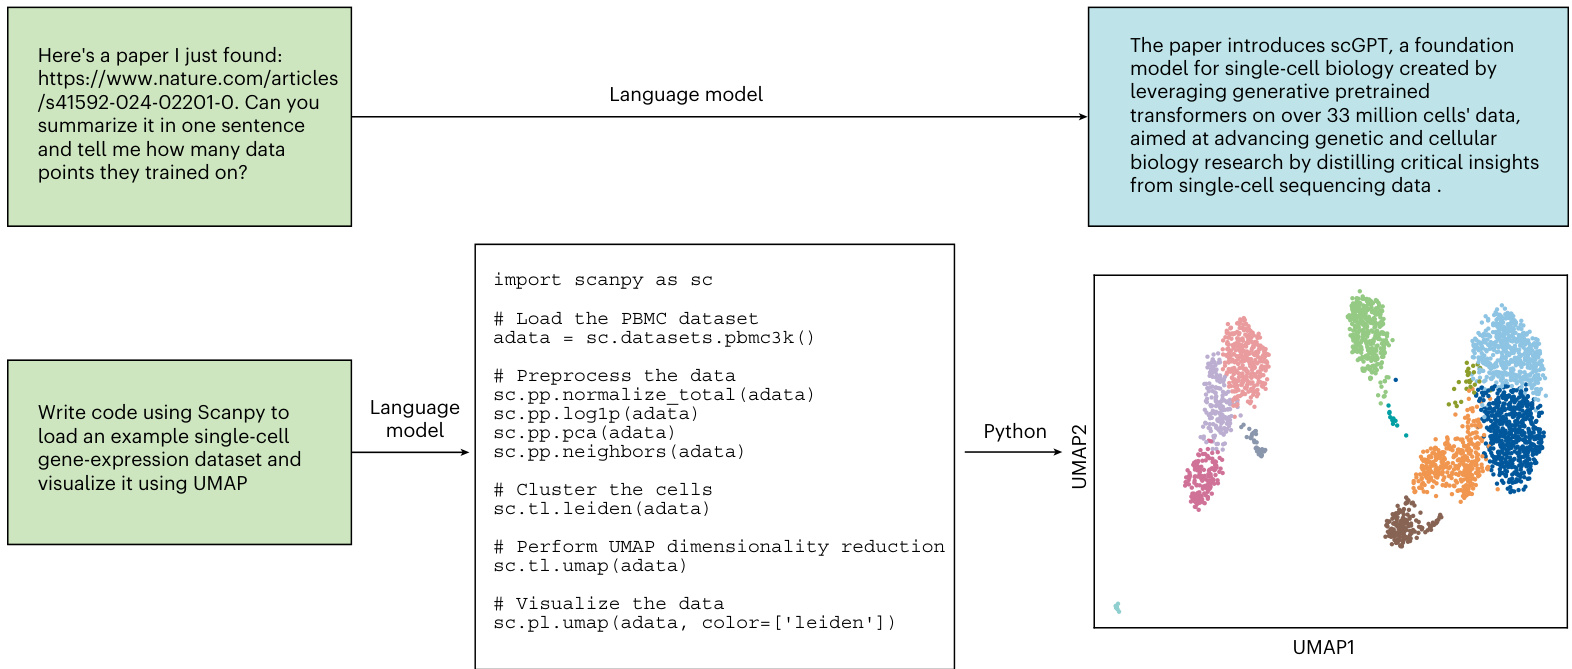 Here's a paper I just found:
https://www.nature.com/articles
/s41592-024-02201-0. Can you
summarize it in one sentence
and tell me how many data
points they trained on?
Language model
The paper introduces scGPT, a foundation
model for single-cell biology created by
leveraging generative pretrained
transformers on over 33 million cells' data,
aimed at advancing genetic and cellular
biology research by distilling critical insights
from single-cell sequencing data .
Write code using Scanpy to
load an example single-cell
gene-expression dataset and
visualize it using UMAP
Language
model
import scanpy as sc
# Load the PBMC dataset
adata = sc.datasets.pbmc3k()
# Preprocess the data
sc.pp.normalize_total(adata)
sc.pp.log1p(adata)
sc.pp.pca(adata)
sc.pp.neighbors(adata)
# Cluster the cells
sc.tl.leiden(adata)
# Perform UMAP dimensionality reduction
sc.tl.umap(adata)
# Visualize the data
sc.pl.umap(adata, color=['leiden'])
Python
UMAP2
UMAP1